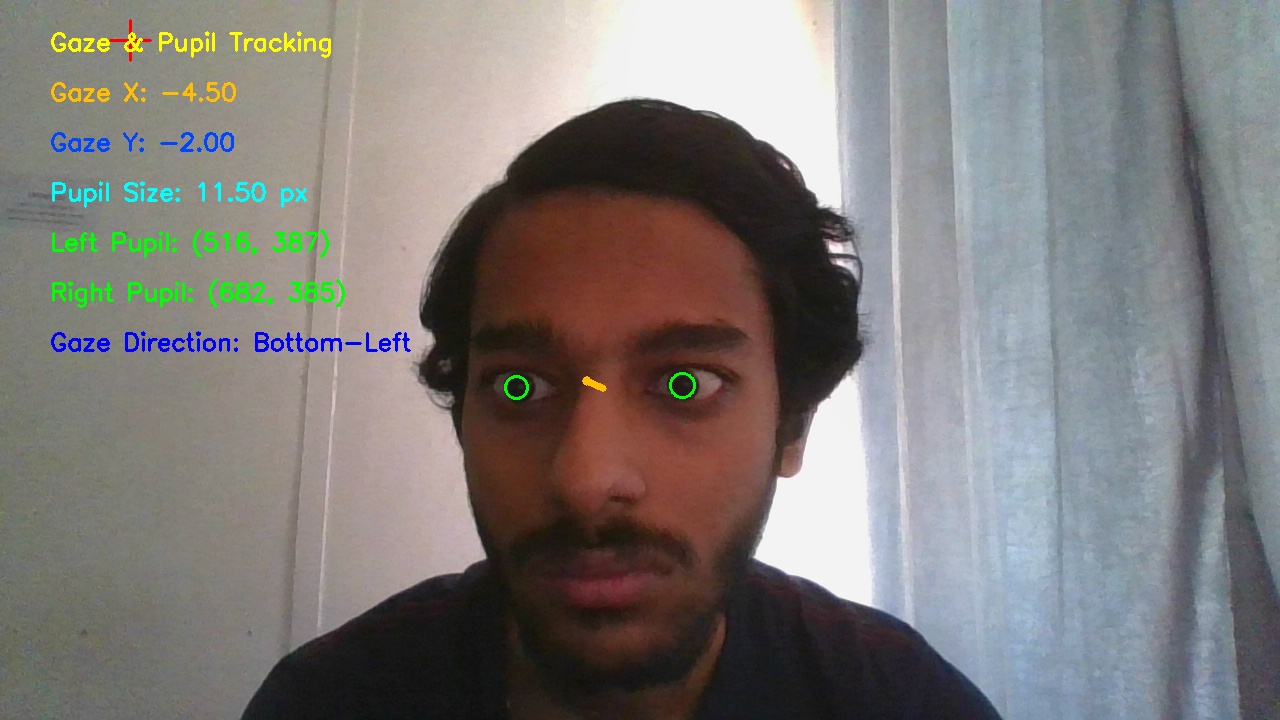 Gaze & Pupil Tracking
Gaze X: -4.50
Gaze Y: -2.00
Pupil Size: 11.50 px
Left Pupil: (516, 387)
Right Pupil: (682, 385)
Gaze Direction: Bottom-Left